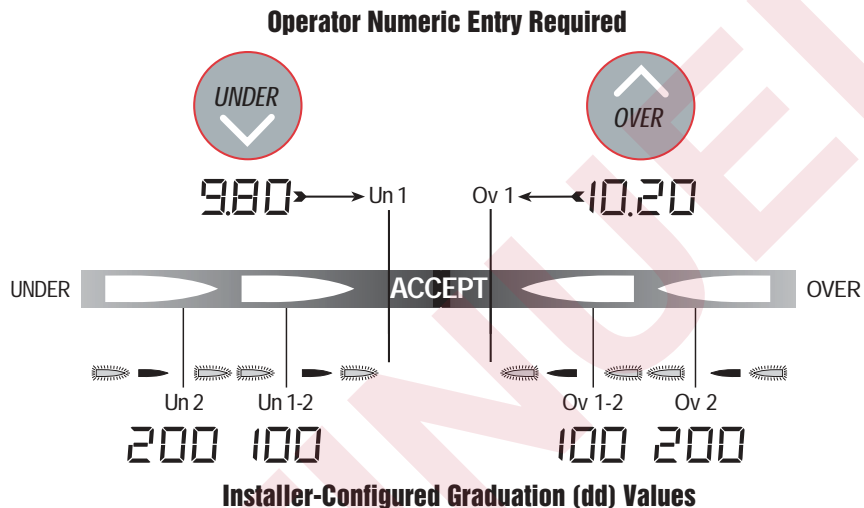 Operator Numeric Entry Required
UNDER OVER
9.80 Un 1 Ov 1 10.20
UNDER ACCEPT OVER
Un 2 Un 1-2 Ov 1-2 Ov 2
200 100 100 200
Installer-Configured Graduation (dd) Values